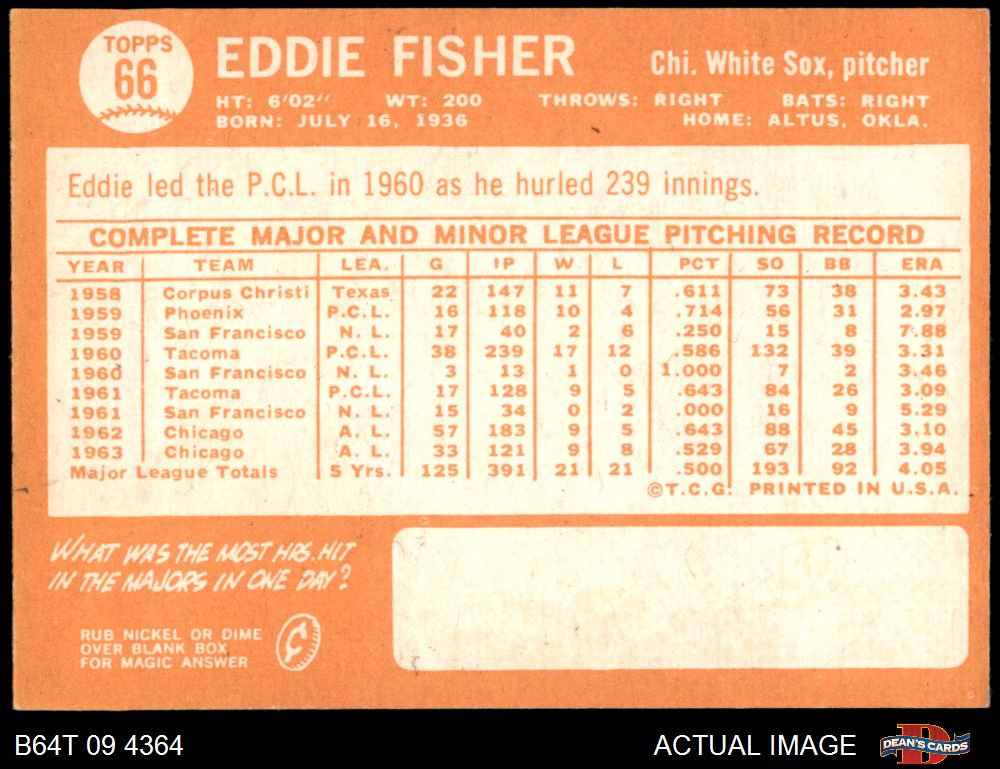 TOPPS
66
EDDIE FISHER
Chi. White Sox, pitcher
HT: 6'02" WT: 200 THROWS: RIGHT BATS: RIGHT
BORN: JULY 16, 1936 HOME: ALTUS, OKLA.
Eddie led the P.C.L. in 1960 as he hurled 239 innings.
COMPLETE MAJOR AND MINOR LEAGUE PITCHING RECORD
YEAR TEAM LEA. G IP W L PCT SO BB ERA
1958 Corpus Christi Texas 22 147 11 7 .611 73 38 3.43
1959 Phoenix P.C.L. 16 118 10 4 .714 56 31 2.97
1959 San Francisco N. L. 17 40 2 6 .250 15 8 7.88
1960 Tacoma P.C.L. 38 239 17 12 .586 132 39 3.31
1960 San Francisco N. L. 3 13 1 0 1.000 7 2 3.46
1961 Tacoma P.C.L. 17 128 9 5 .643 84 26 3.09
1961 San Francisco N. L. 15 34 0 2 .000 16 9 5.29
1962 Chicago A. L. 57 183 9 5 .643 88 45 3.10
1963 Chicago A. L. 33 121 9 8 .529 67 28 3.94
Major League Totals 5 Yrs. 125 391 21 21 .500 193 92 4.05
©T.C.G. PRINTED IN U.S.A.
WHAT WAS THE MOST HRS. HIT
IN THE MAJORS IN ONE DAY?
RUB NICKEL OR DIME
OVER BLANK BOX
FOR MAGIC ANSWER
B64T 09 4364 ACTUAL IMAGE
DEAN'S CARDS